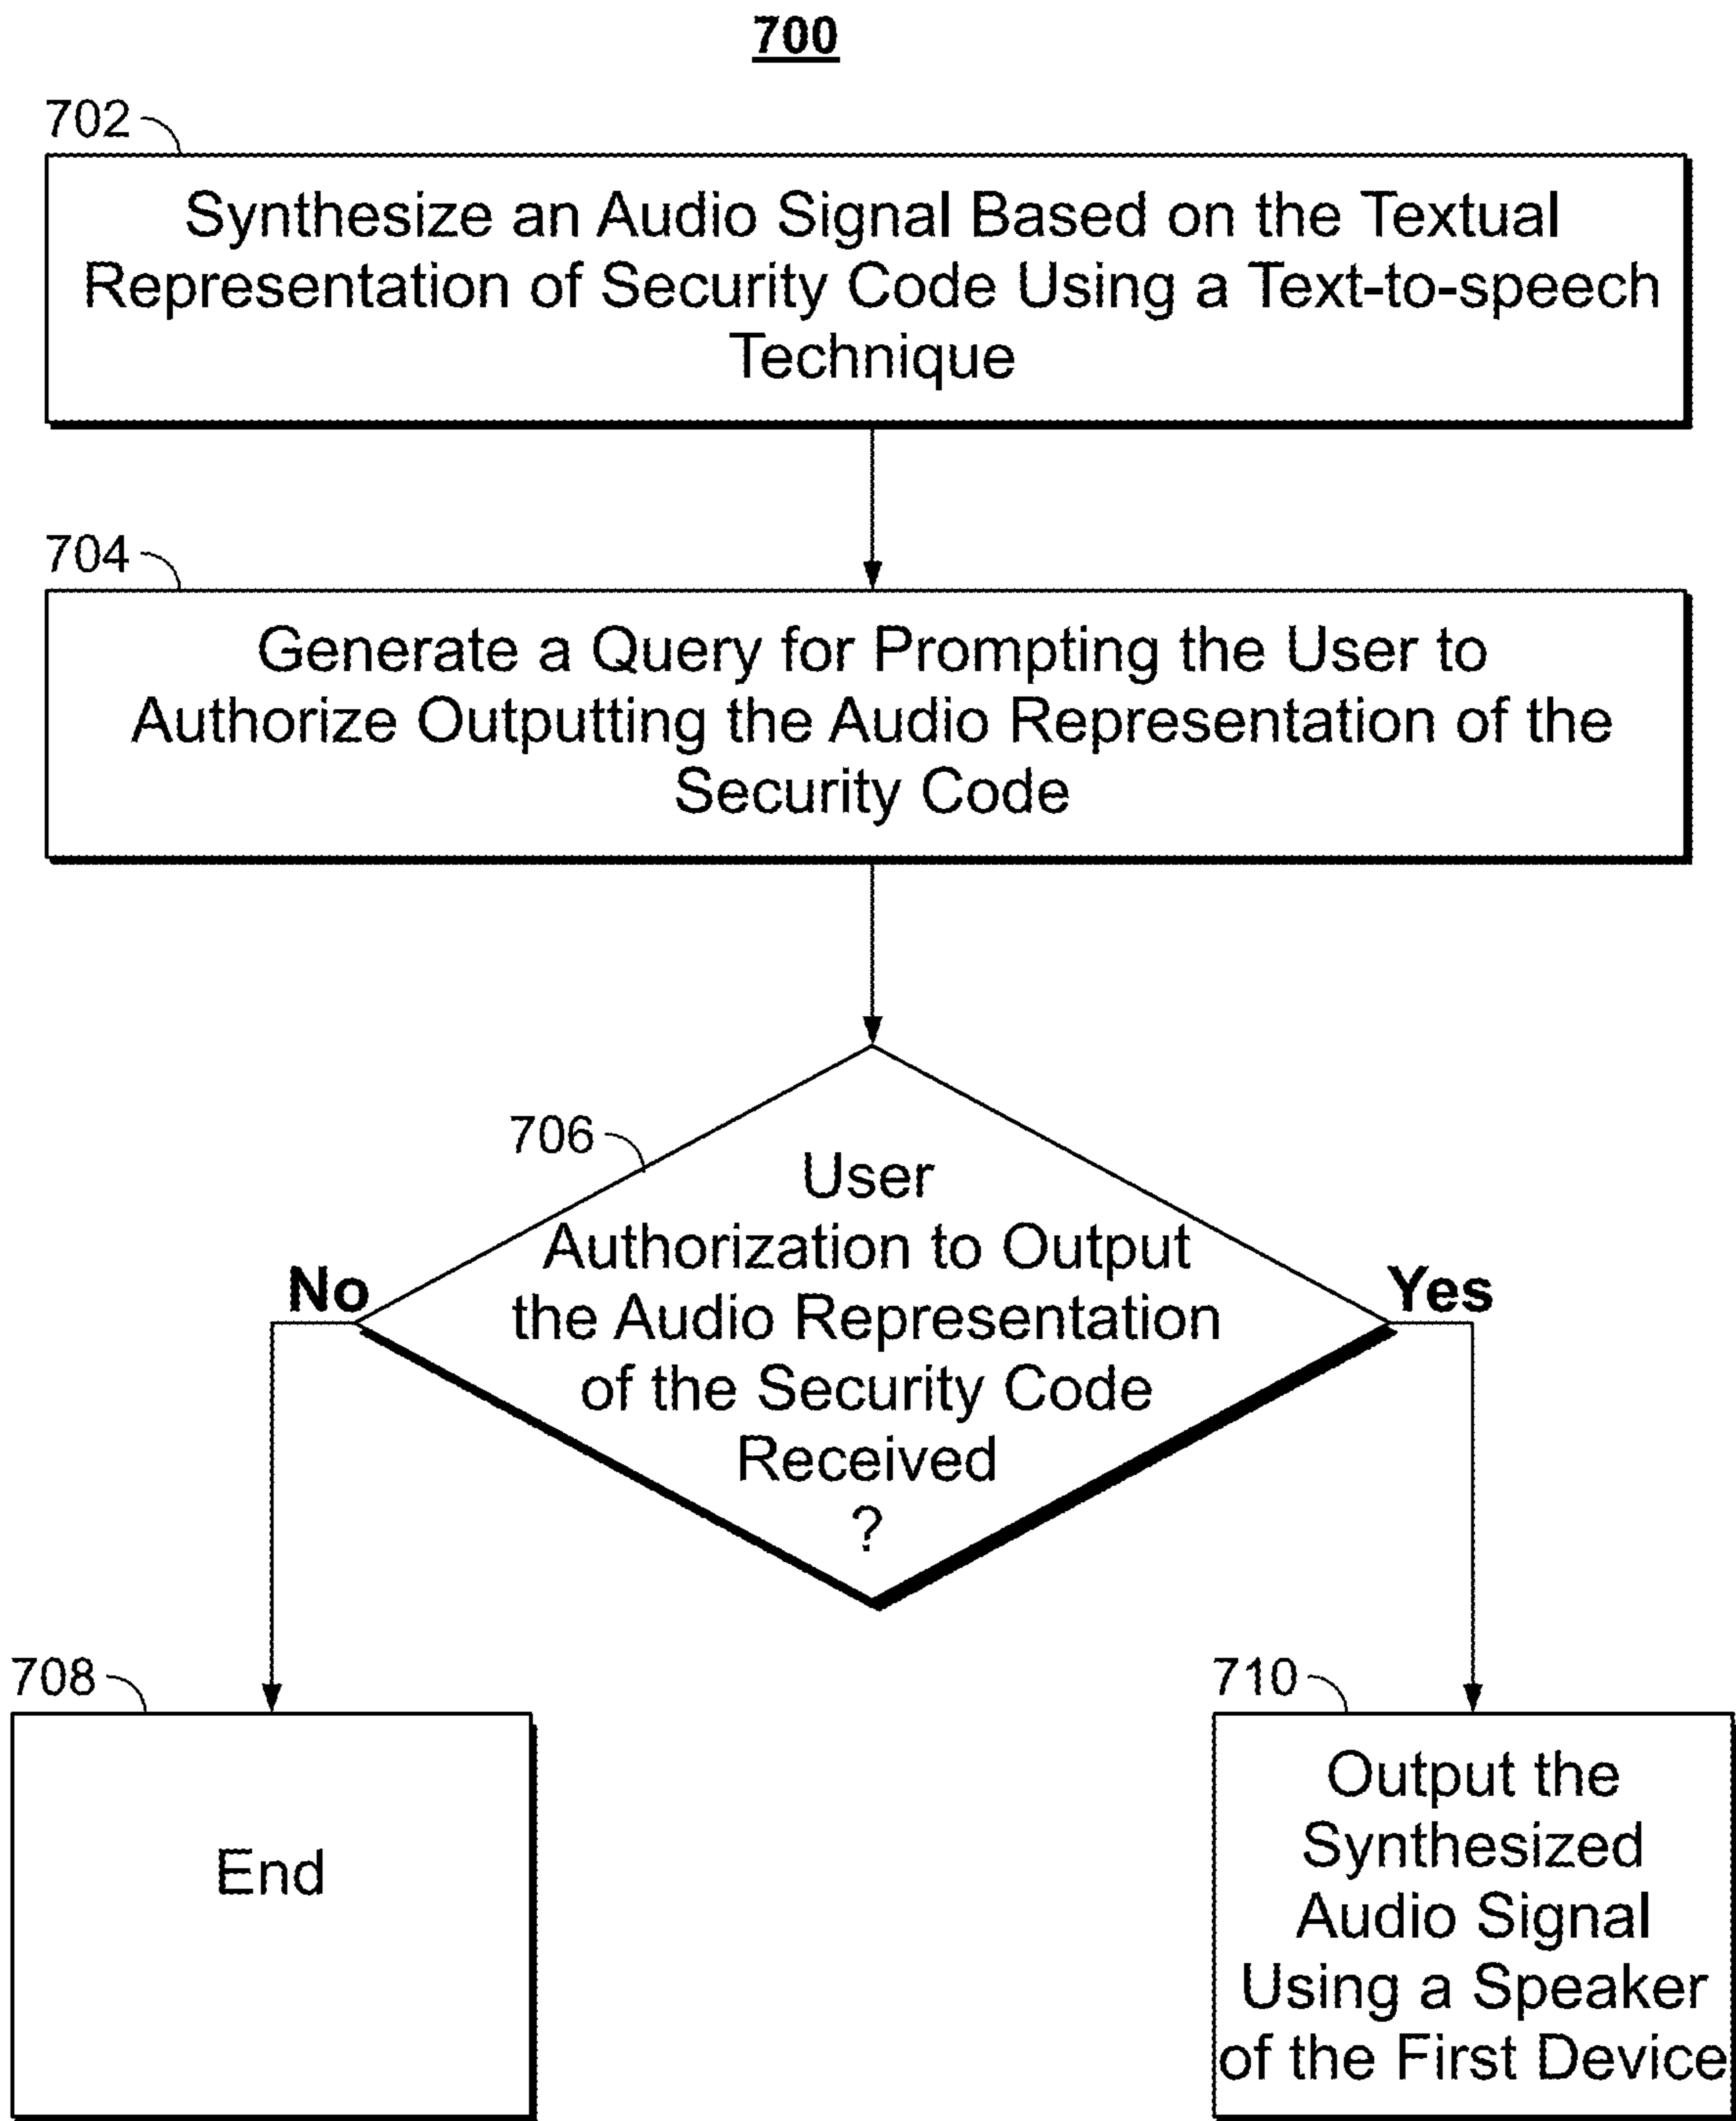 700
702
Synthesize an Audio Signal Based on the Textual
Representation of Security Code Using a Text-to-speech
Technique
704
Generate a Query for Prompting the User to
Authorize Outputting the Audio Representation of the
Security Code
706
User
Authorization to Output
the Audio Representation
of the Security Code
Received
?
No
Yes
708
End
710
Output the
Synthesized
Audio Signal
Using a Speaker
of the First Device